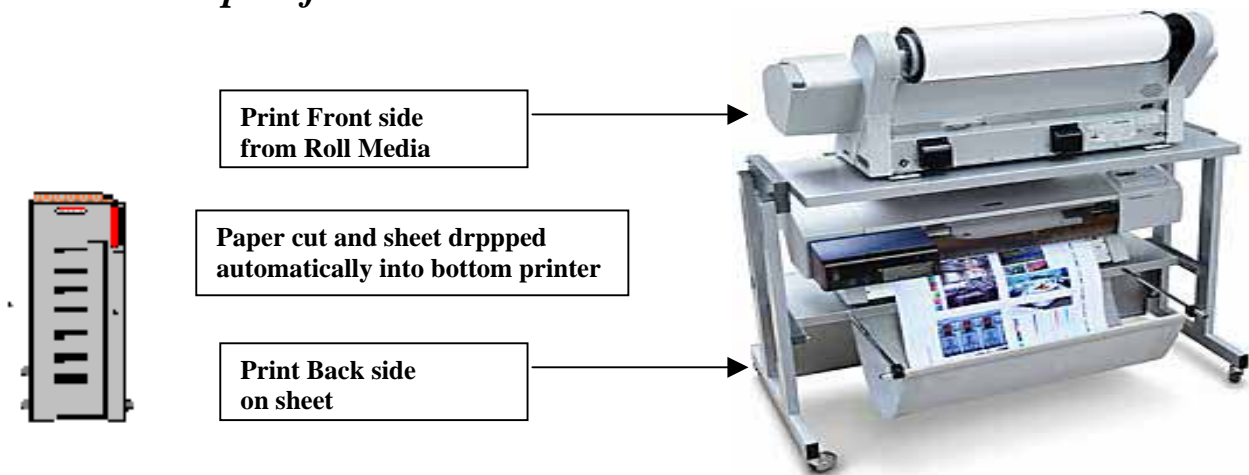 Print Front side
from Roll Media
Paper cut and sheet drppped
automatically into bottom printer
Print Back side
on sheet